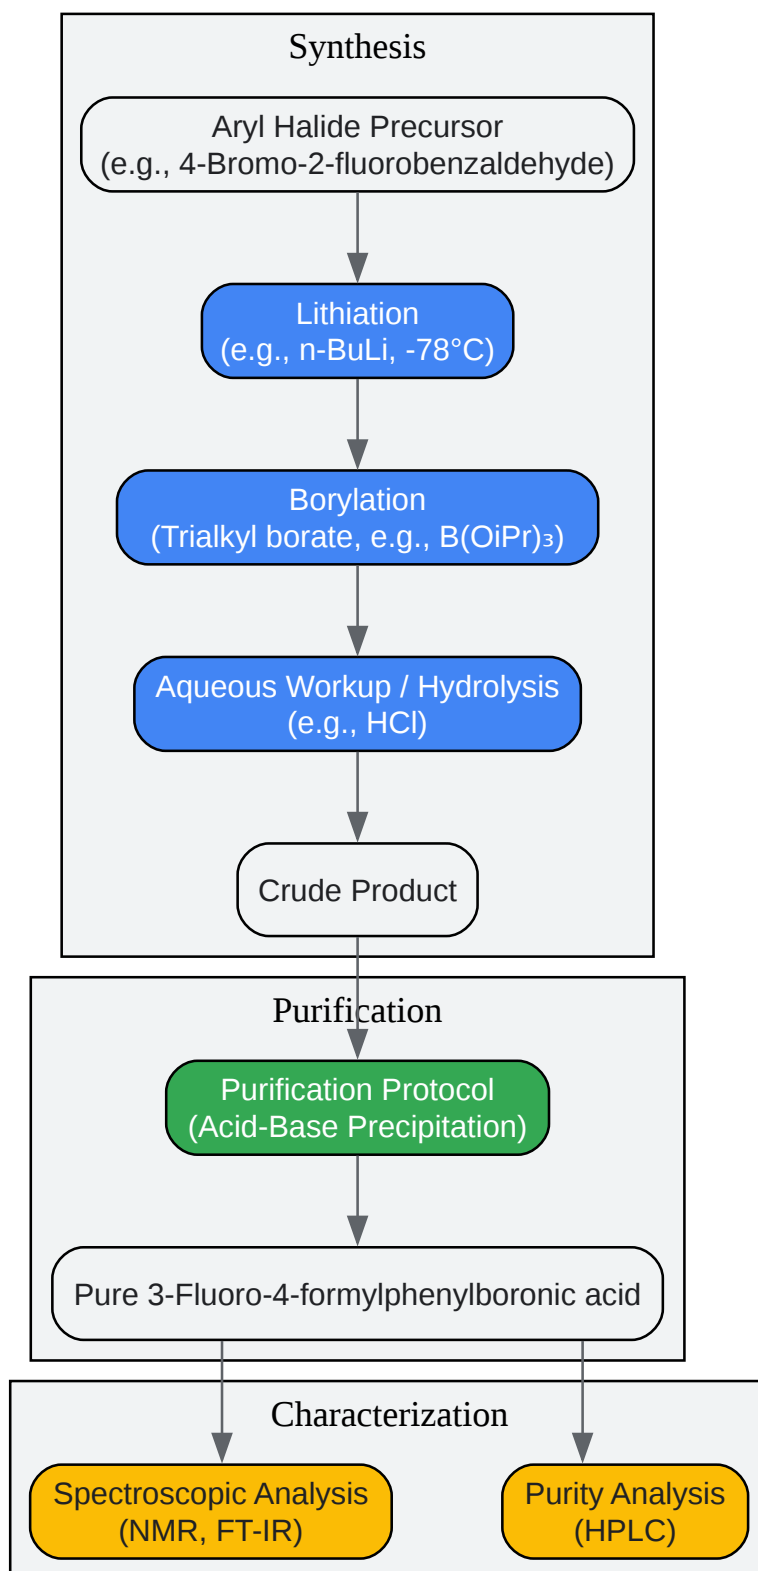 Synthesis
Aryl Halide Precursor
(e.g., 4-Bromo-2-fluorobenzaldehyde)
Lithiation
(e.g., n-BuLi, -78°C)
Borylation
(Trialkyl borate, e.g., B(OiPr)₃)
Aqueous Workup / Hydrolysis
(e.g., HCl)
Crude Product
Purification
Purification Protocol
(Acid-Base Precipitation)
Pure 3-Fluoro-4-formylphenylboronic acid
Characterization
Spectroscopic Analysis
(NMR, FT-IR)
Purity Analysis
(HPLC)